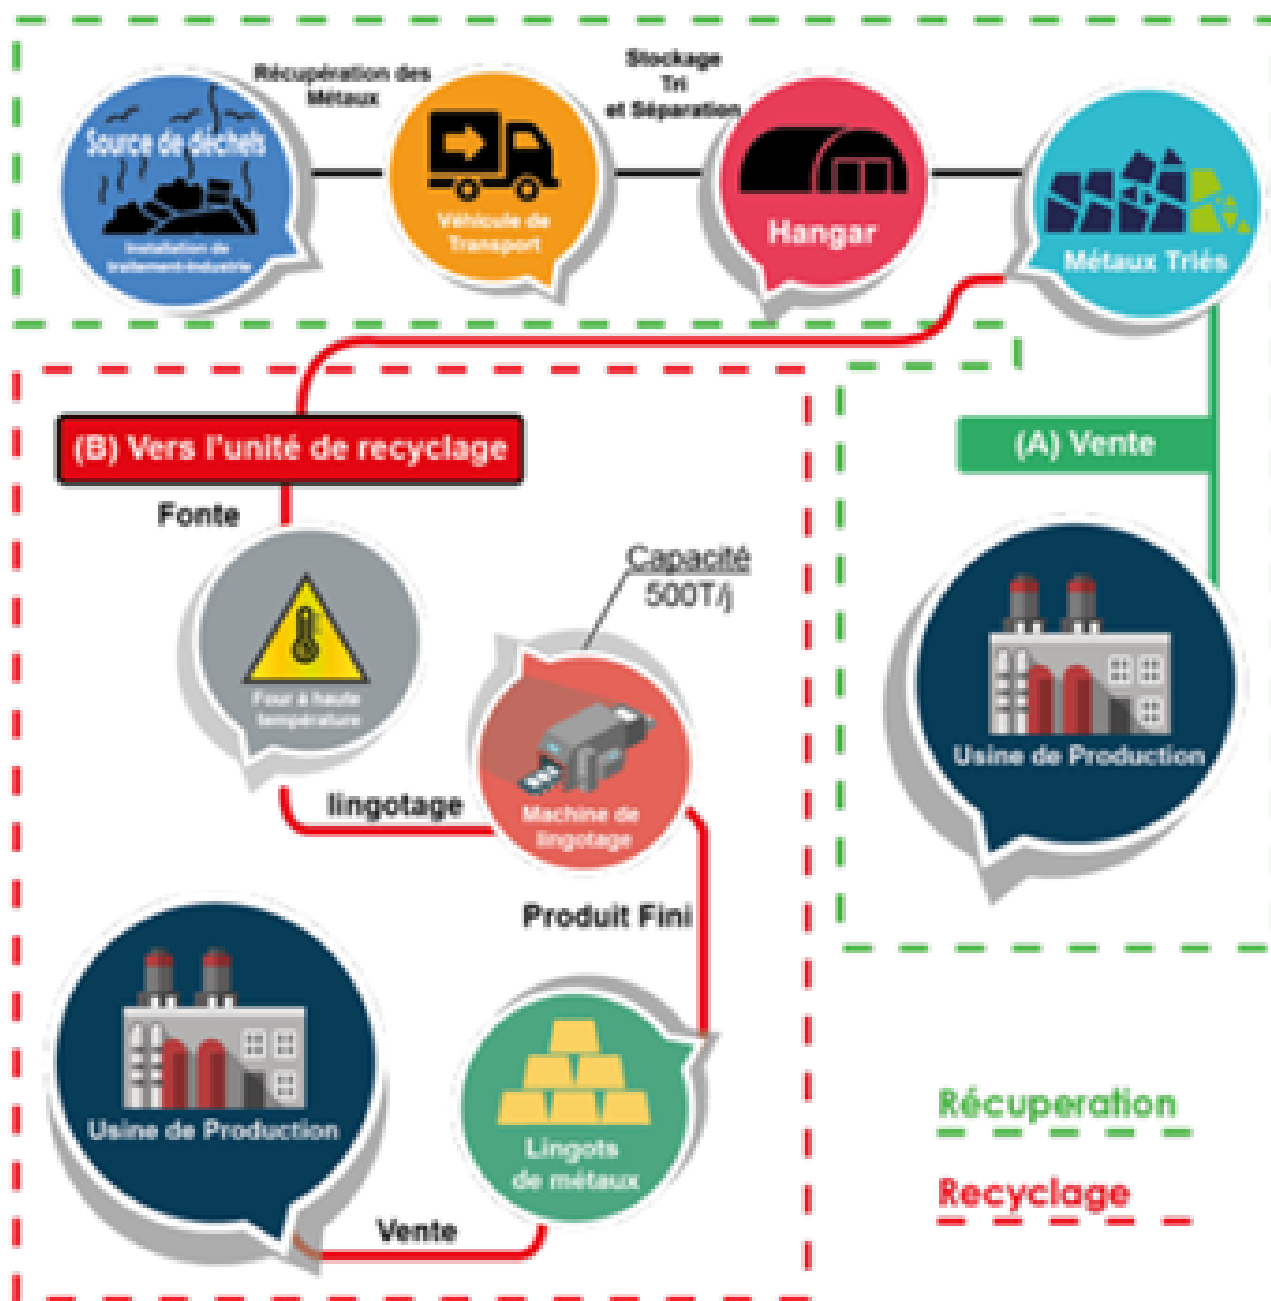 Récupération des
Métaux
Stockage
Tri
et Séparation
Source de déchets
Installation de
traitement-industrie
Véhicule de
Transport
Hangar
Métaux Triés
(B) Vers l'unité de recyclage
(A) Vente
Fonte
Capacité
500T/j
Four à haute
température
Usine de Production
lingotage
Machine de
lingotage
Produit Fini
Usine de Production
Lingots
de métaux
Vente
Récuperation
Recyclage